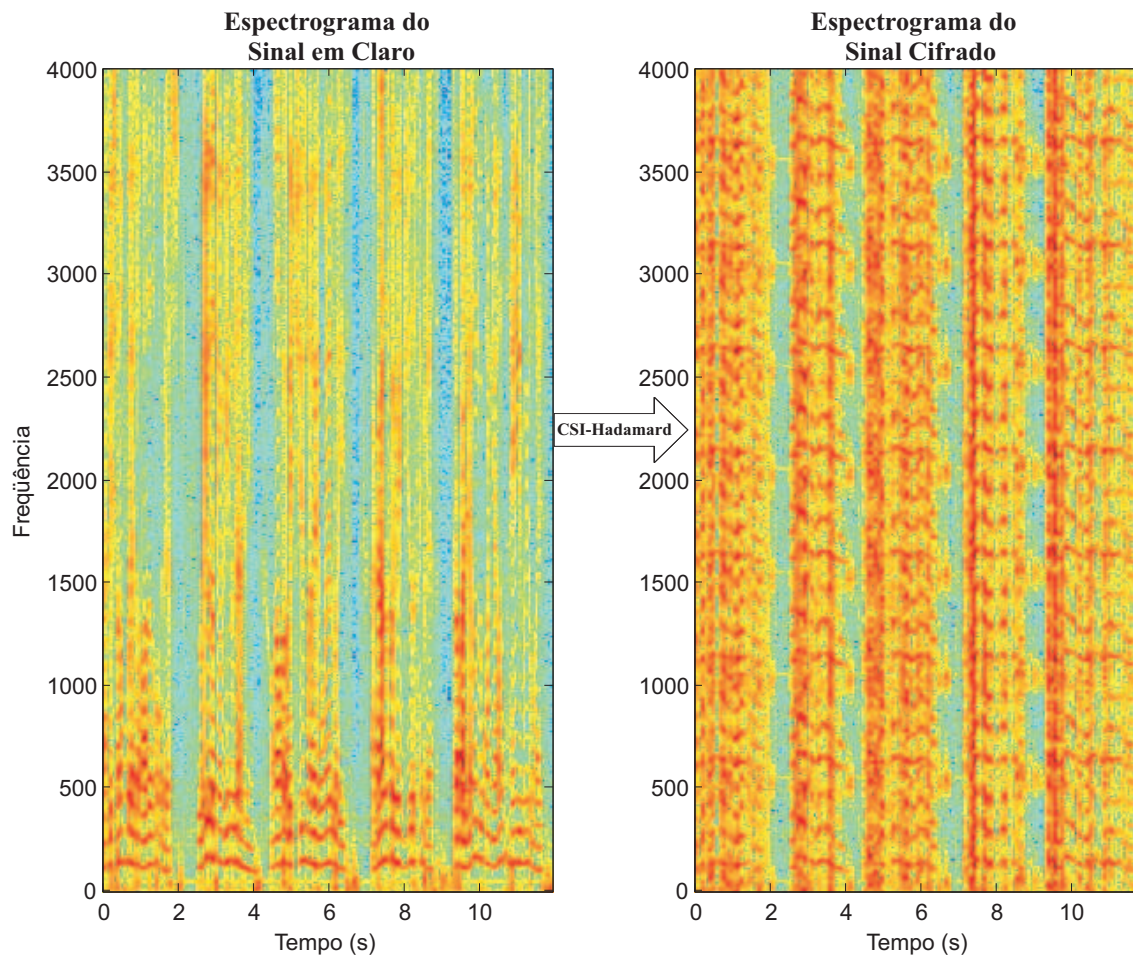 Espectrograma do
Sinal em Claro
4000
3500
3000
2500
2000
1500
1000
500
0
Freqüência
0 2 4 6 8 10
Tempo (s)
CSI-Hadamard
Espectrograma do
Sinal Cifrado
4000
3500
3000
2500
2000
1500
1000
500
0
0 2 4 6 8 10
Tempo (s)